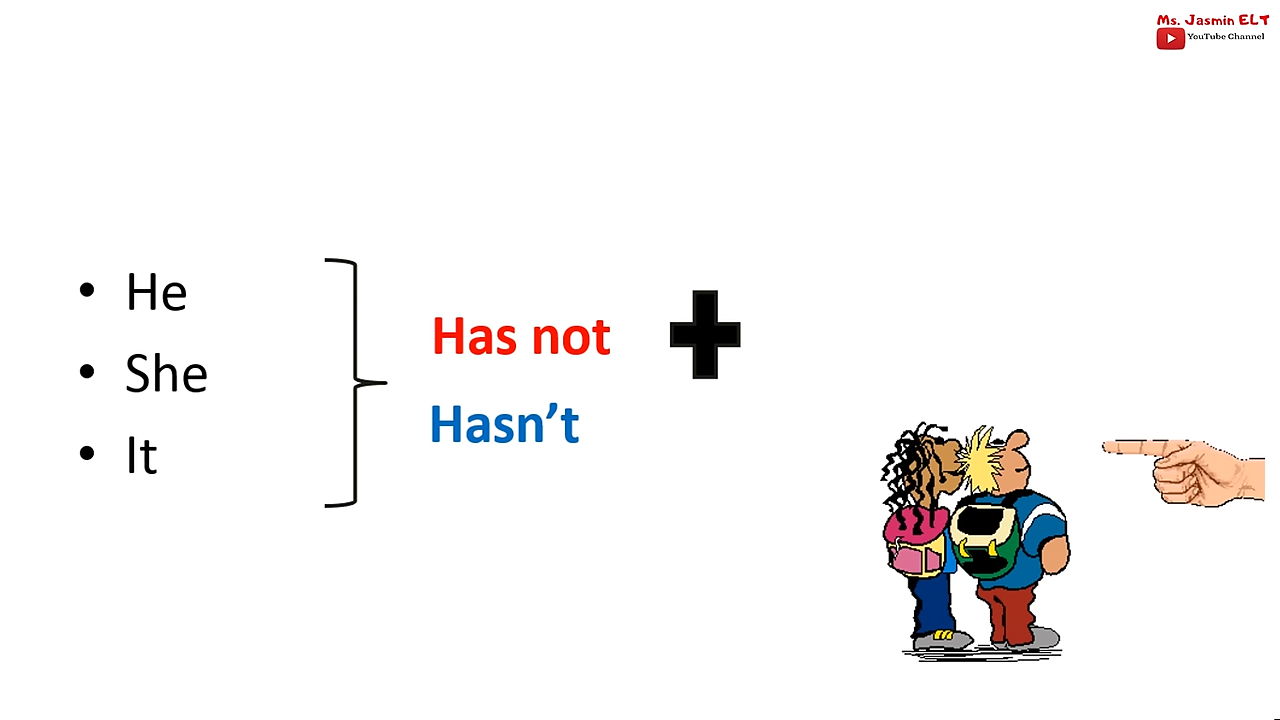 Ms. Jasmin ELT
YouTube Channel
• He
• She
• It
Has not
Hasn’t